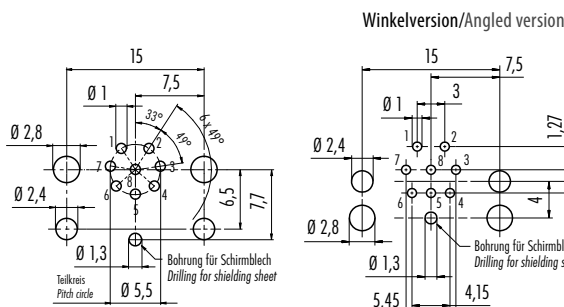 Winkelversion/Angled version
15
7,5
Ø 1
33°
49°
6 x 49°
Ø 2,8
1
2
7
3
8
6
4
5
Ø 2,4
6,5
7,7
Ø 1,3
Bohrung für Schirmblech
Drilling for shielding sheet
Teilkreis
Pitch circle
Ø 5,5
15
7,5
3
Ø 1
1
2
1,27
Ø 2,4
7
8
3
6
5
4
4
Ø 2,8
Bohrung für Schirmbl
Drilling for shielding s
Ø 1,3
4,15
5,45